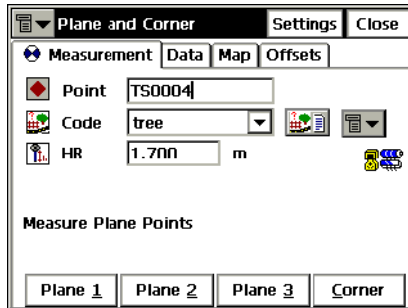 Plane and Corner Settings Close
Measurement Data Map Offsets
Point TS0004
Code tree
HR 1.700 m
Measure Plane Points
Plane 1 Plane 2 Plane 3 Corner